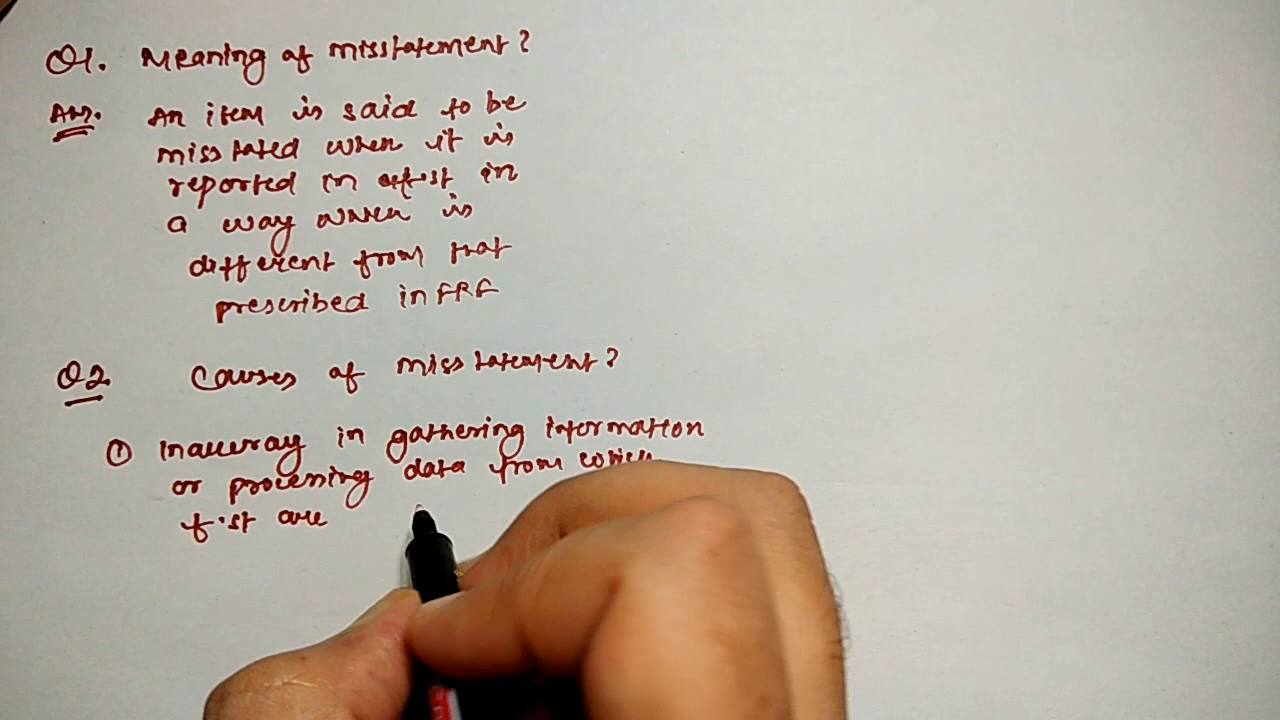 Q1. Meaning of misstatement?
Ans. An item is said to be
misstated when it is
reported in f.st in
a way which is
different from that
prescribed in FRF
Q2 Causes of misstatement?
① Inaccuracy in gathering information
or processing data from which
f.st are